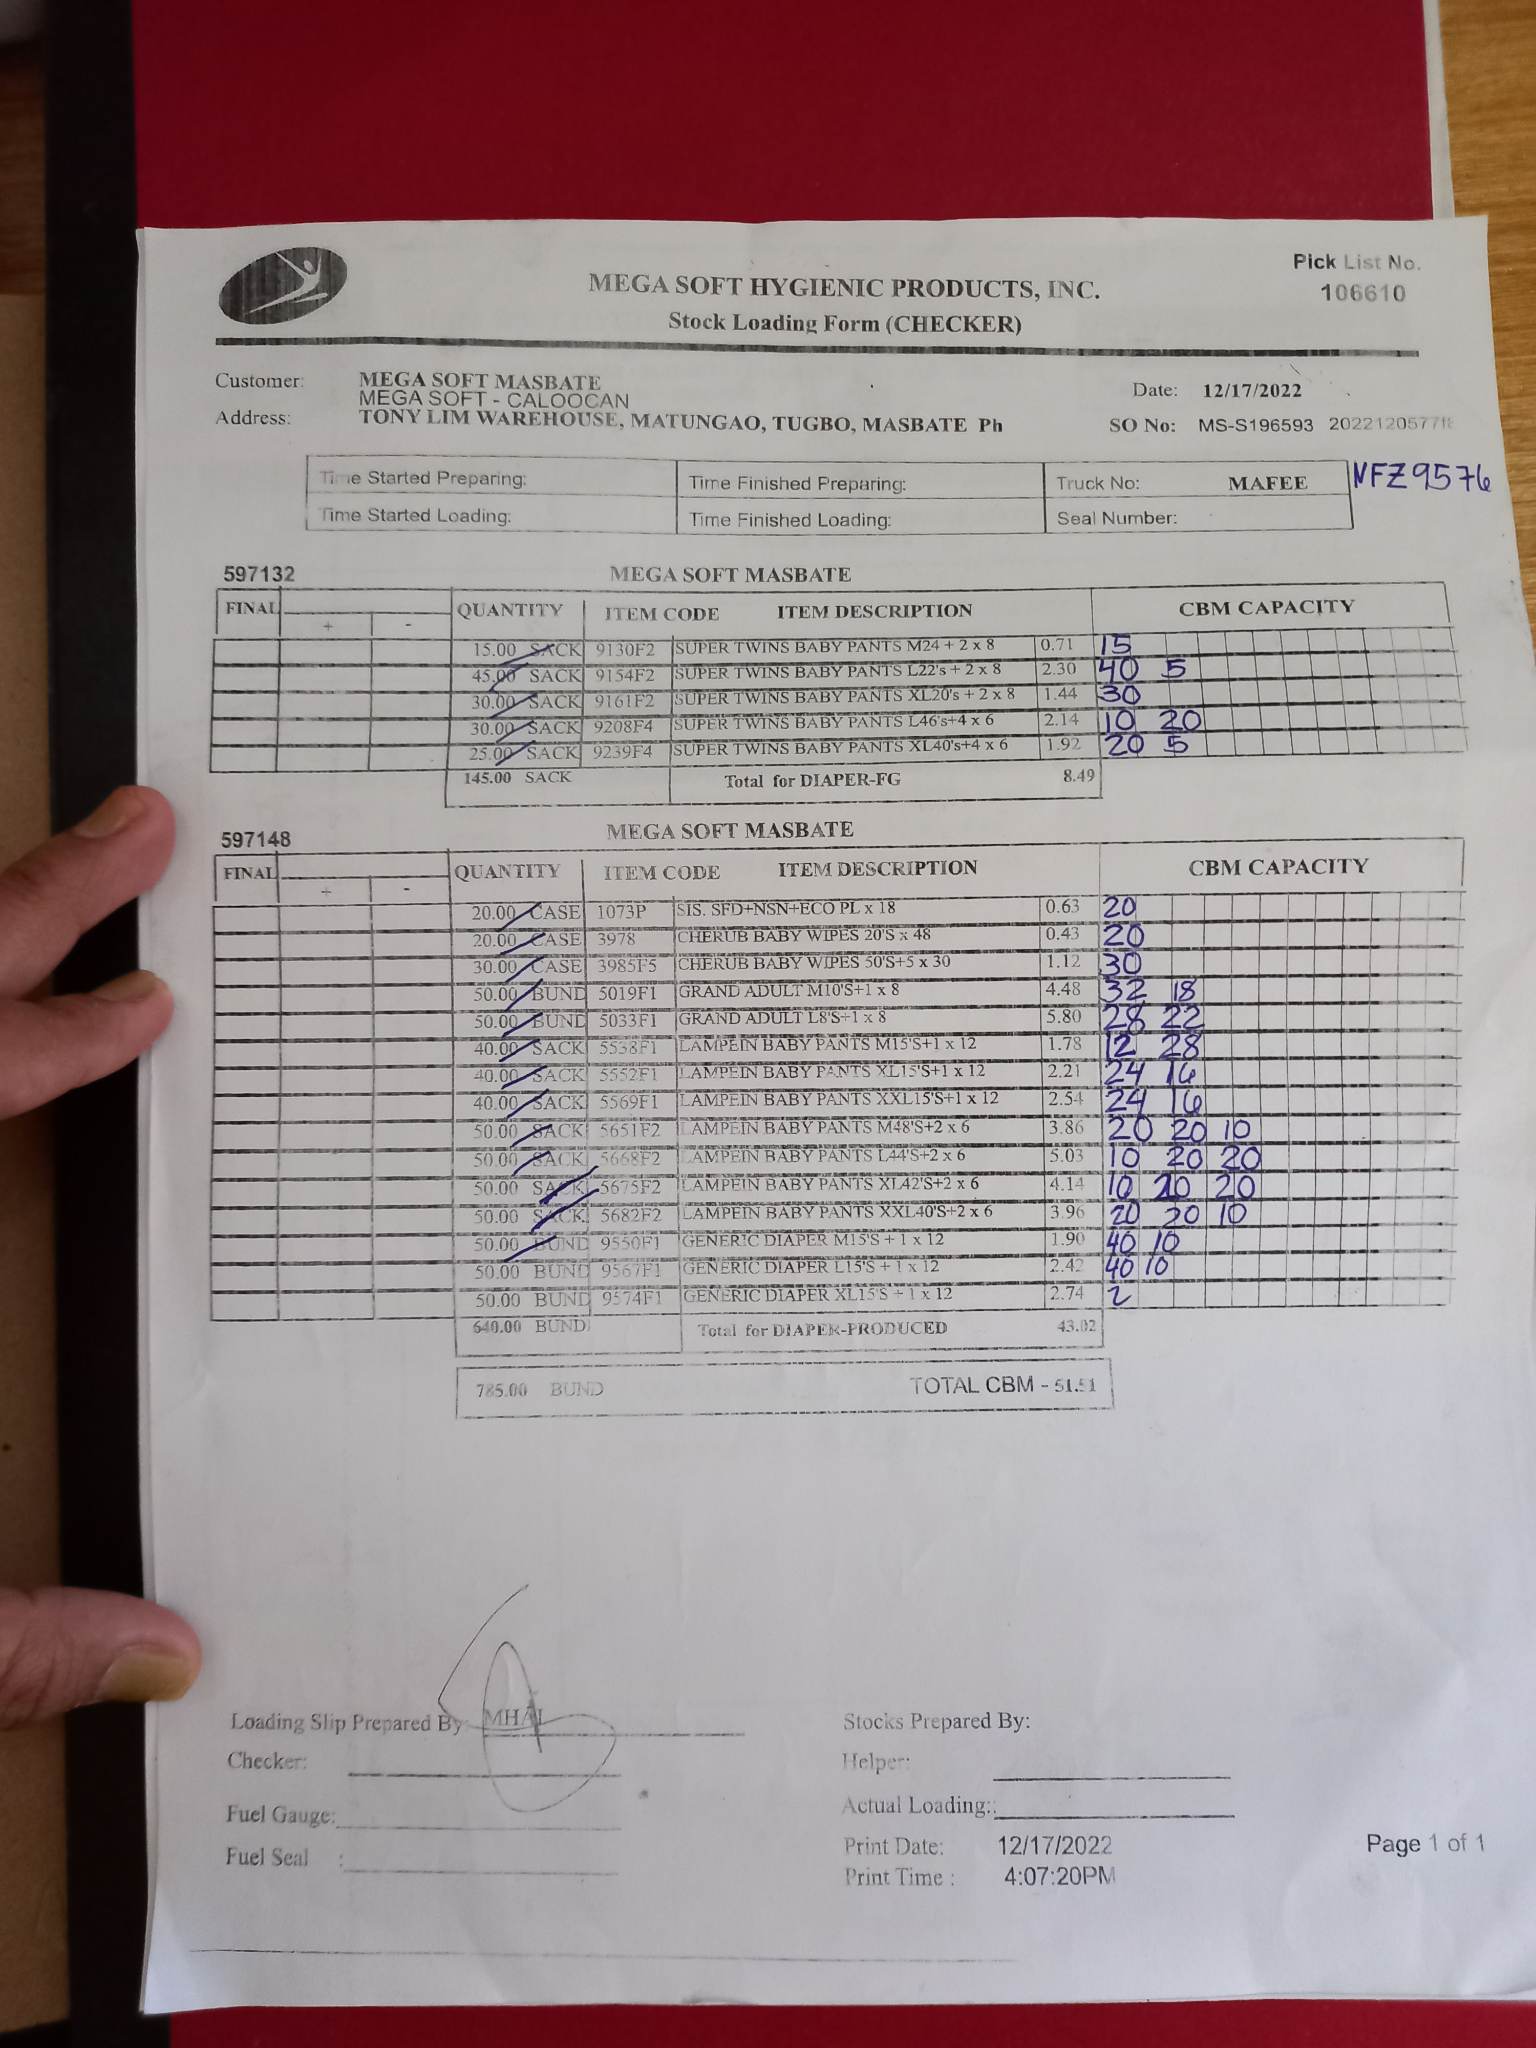 Pick List No.
MEGA SOFT HYGIENIC PRODUCTS, INC. 106610
Stock Loading Form (CHECKER)
Customer: MEGA SOFT MASBATE Date: 12/17/2022
MEGA SOFT - CALOOCAN
Address: TONY LIM WAREHOUSE, MATUNGAO, TUGBO, MASBATE Ph SO No: MS-S196593
Time Started Preparing: Time Finished Preparing: Truck No: MAFEE NFZ9576
Time Started Loading: Time Finished Loading: Seal Number:
597132 MEGA SOFT MASBATE
FINAL + - QUANTITY ITEM CODE ITEM DESCRIPTION CBM CAPACITY
15.00 SACK 9130F2 SUPER TWINS BABY PANTS M24 + 2 x 8 0.71 15
45.00 SACK 9154F2 SUPER TWINS BABY PANTS L22's + 2 x 8 2.30 40 5
30.00 SACK 9161F2 SUPER TWINS BABY PANTS XL20's + 2 x 8 1.44 30
30.00 SACK 9208F4 SUPER TWINS BABY PANTS L46's+4 x 6 2.14 10 20
25.00 SACK 9239F4 SUPER TWINS BABY PANTS XL40's+4 x 6 1.92 20 5
145.00 SACK Total for DIAPER-FG 8.49
597148 MEGA SOFT MASBATE
FINAL + - QUANTITY ITEM CODE ITEM DESCRIPTION CBM CAPACITY
20.00 CASE 1073P SIS. SFD+NSN+ECO PL x 18 0.63 20
20.00 CASE 3978 CHERUB BABY WIPES 20'S x 48 0.43 20
30.00 CASE 3985F5 CHERUB BABY WIPES 50'S+5 x 30 1.12 30
50.00 BUND 5019F1 GRAND ADULT M10'S+1 x 8 4.48 32 18
50.00 BUND 5033F1 GRAND ADULT L8'S+1 x 8 5.80 28 22
40.00 SACK 5538F1 LAMPEIN BABY PANTS M15'S+1 x 12 1.78 12 28
40.00 SACK 5552F1 LAMPEIN BABY PANTS XL15'S+1 x 12 2.21 24 16
40.00 SACK 5569F1 LAMPEIN BABY PANTS XXL15'S+1 x 12 2.54 24 16
50.00 SACK 5651F2 LAMPEIN BABY PANTS M48'S+2 x 6 3.86 20 20 10
50.00 SACK 5668F2 LAMPEIN BABY PANTS L44'S+2 x 6 5.03 10 20 20
50.00 SACK 5675F2 LAMPEIN BABY PANTS XL42'S+2 x 6 4.14 10 20 20
50.00 SACK 5682F2 LAMPEIN BABY PANTS XXL40'S+2 x 6 3.96 20 20 10
50.00 BUND 9550F1 GENERIC DIAPER M15'S + 1 x 12 1.90 40 10
50.00 BUND 9567F1 GENERIC DIAPER L15'S + 1 x 12 2.42 40 10
50.00 BUND 9574F1 GENERIC DIAPER XL15'S + 1 x 12 2.74 2
640.00 BUND Total for DIAPER-PRODUCED 43.02
785.00 BUND TOTAL CBM - 51.51
Loading Slip Prepared By MHAI Stocks Prepared By:
Checker: Helper:
Fuel Gauge: Actual Loading::
Fuel Seal : Print Date: 12/17/2022 Page 1 of 1
Print Time : 4:07:20PM